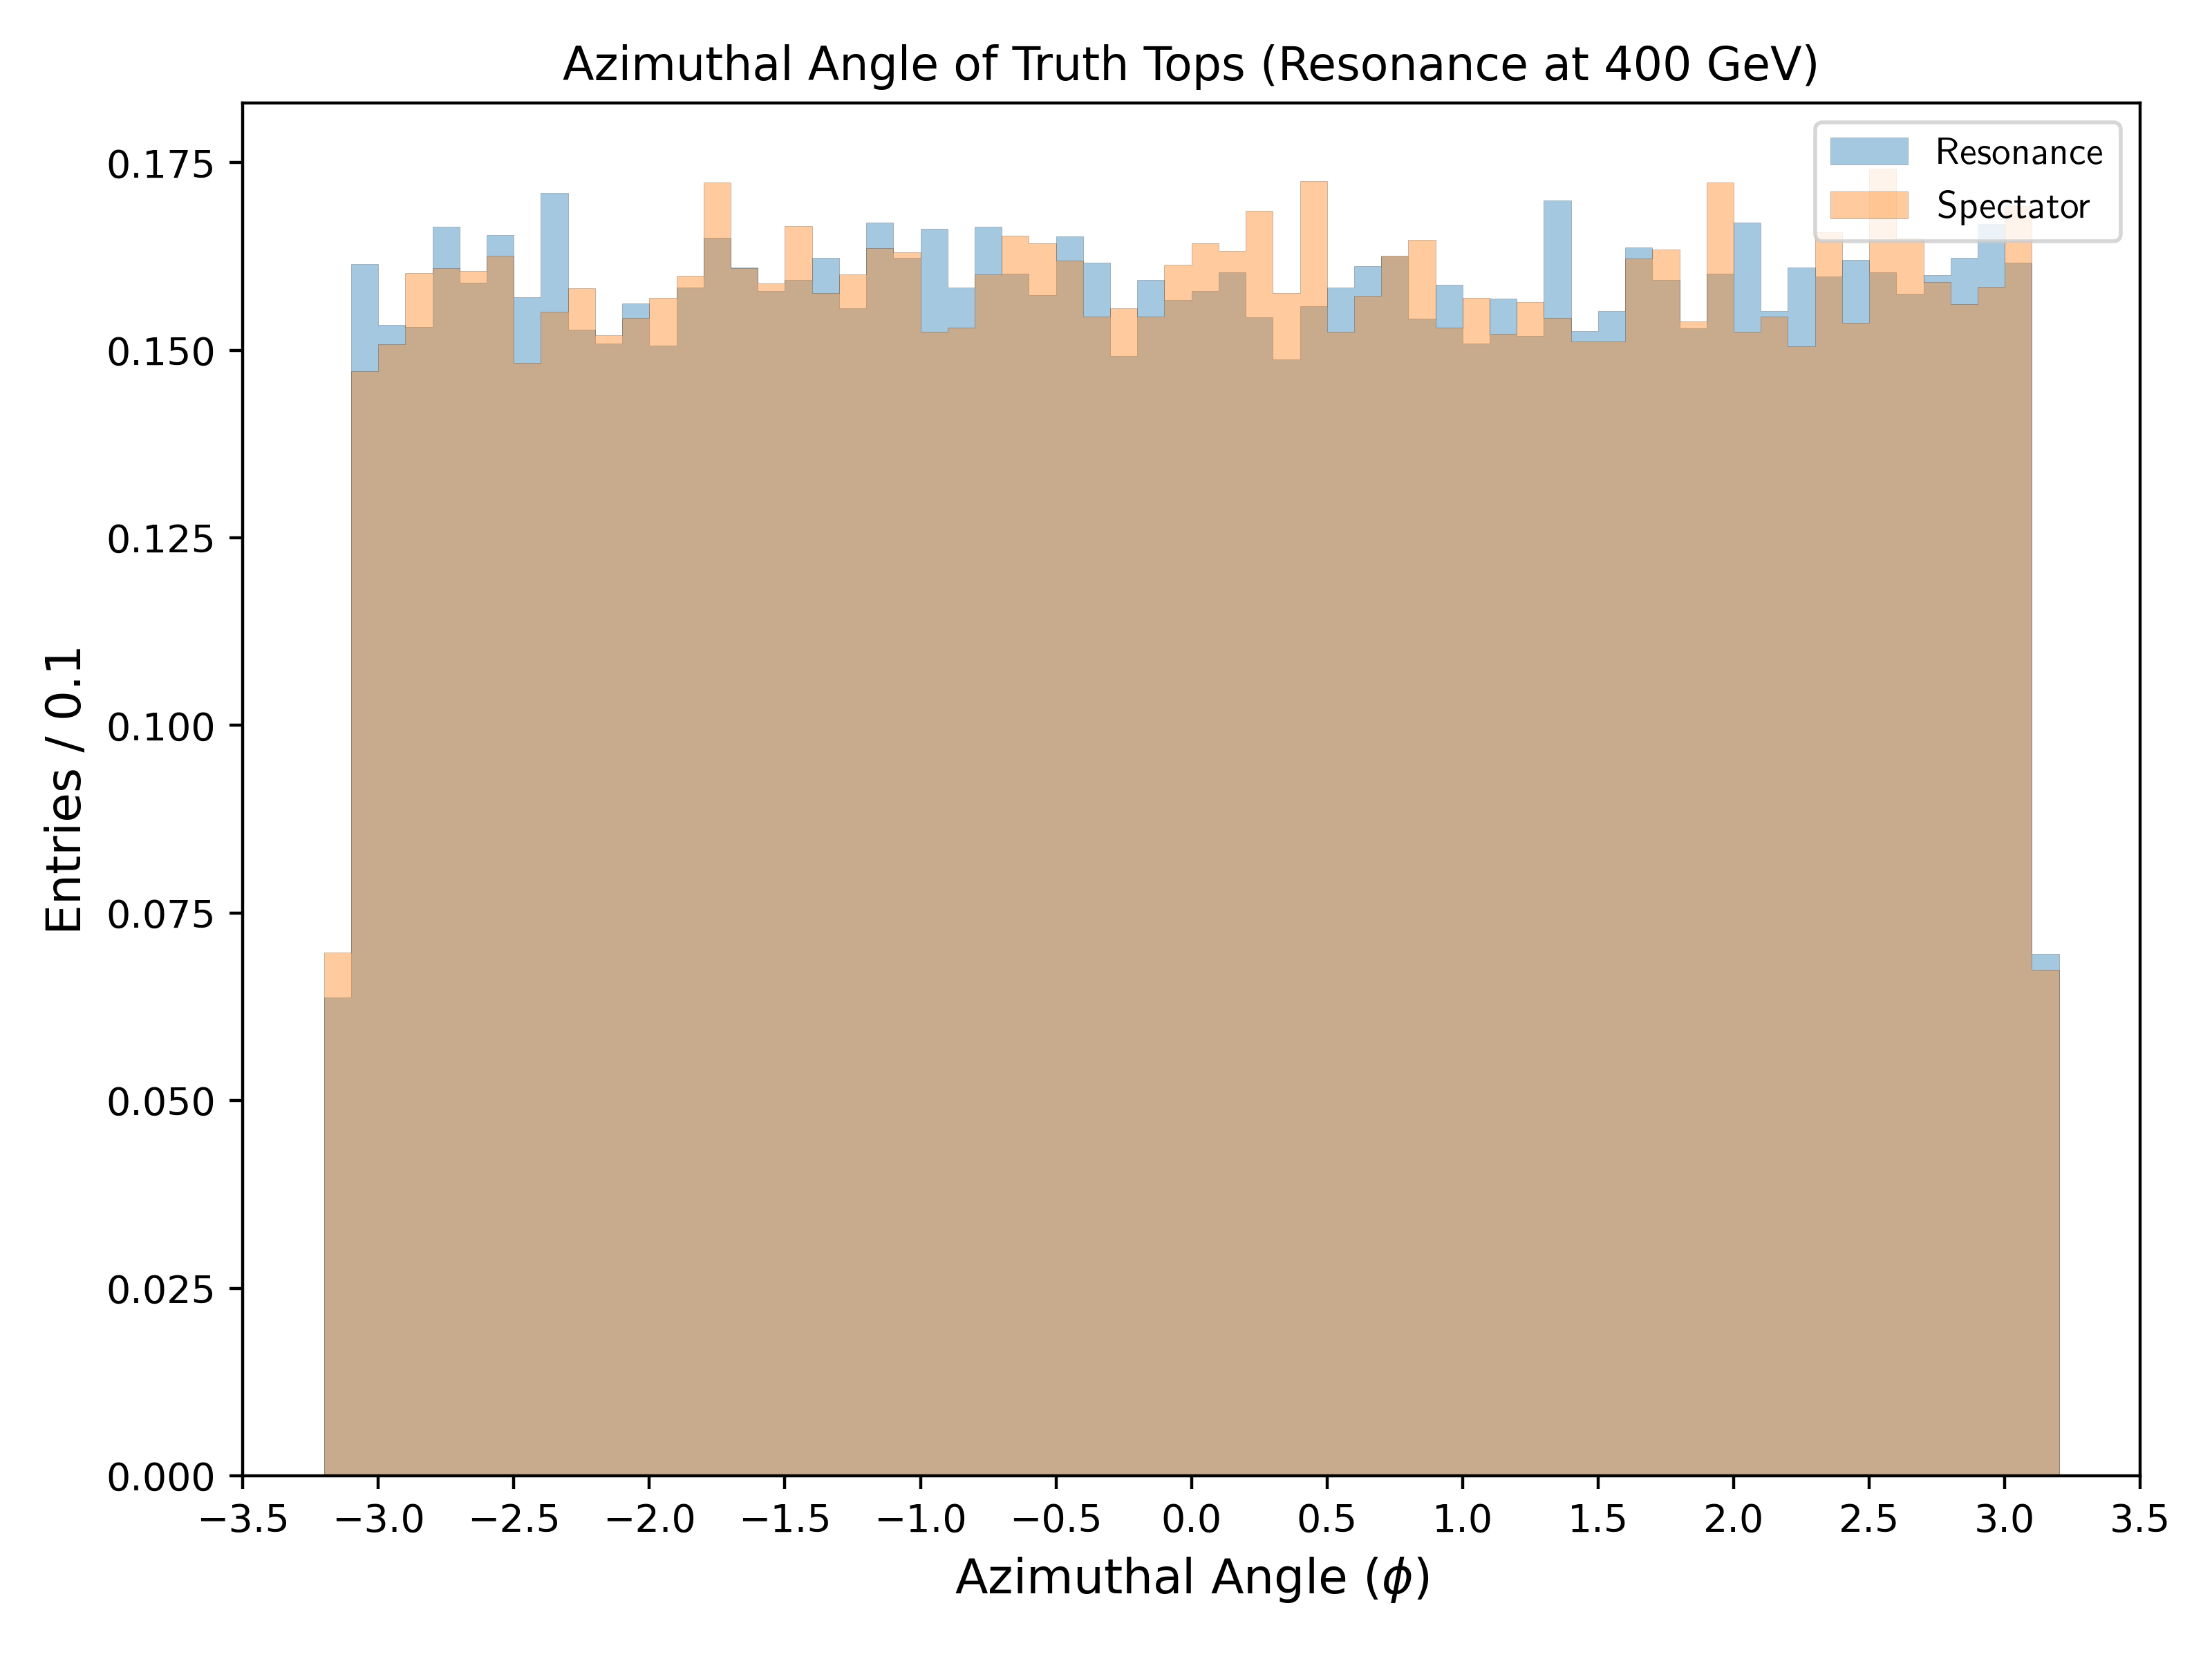 Azimuthal Angle of Truth Tops (Resonance at 400 GeV)
Resonance
Spectator
Entries / 0.1
0.175
0.150
0.125
0.100
0.075
0.050
0.025
0.000
−3.5 −3.0 −2.5 −2.0 −1.5 −1.0 −0.5 0.0 0.5 1.0 1.5 2.0 2.5 3.0 3.5
Azimuthal Angle (ϕ)